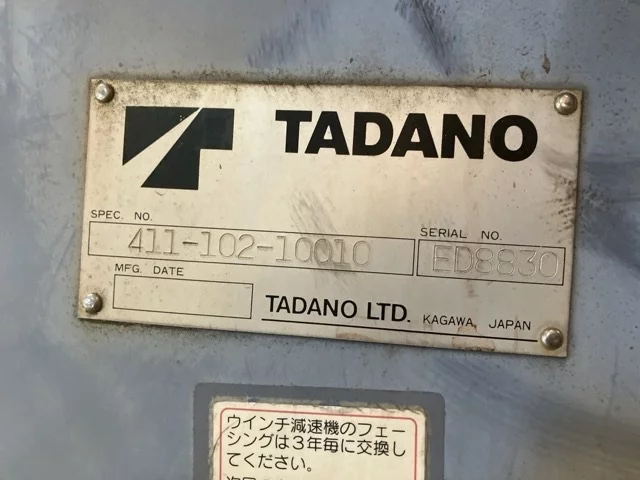 TADANO
SPEC. NO.
411-102-10010
SERIAL NO.
ED8830
MFG. DATE
TADANO LTD. KAGAWA, JAPAN
ウインチ減速機のフェー
シングは3年毎に交換し
てください。